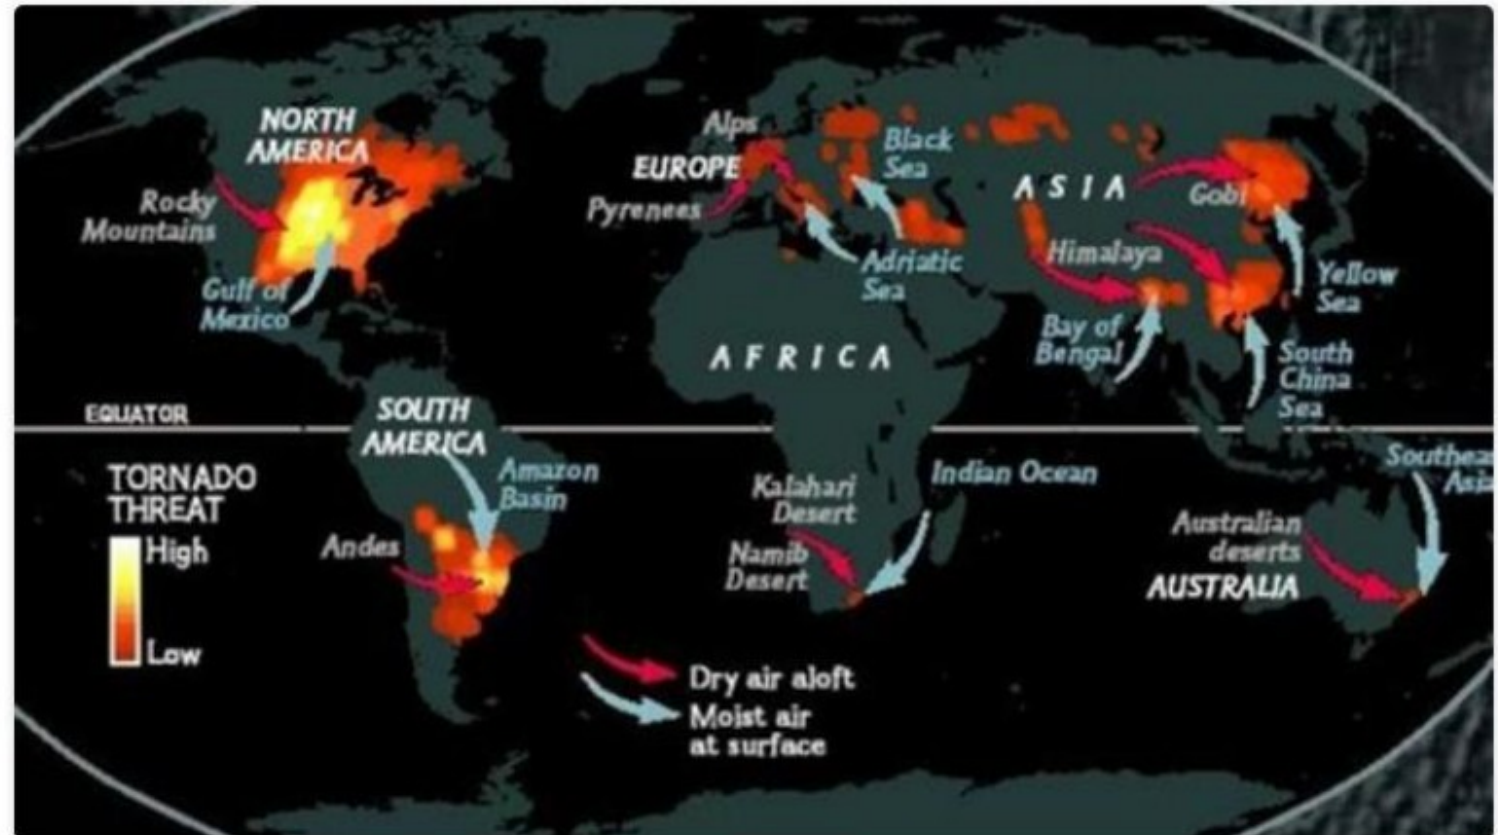 NORTH
AMERICA
Rocky
Mountains
Gulf of
Mexico
Alps
EUROPE
Pyrenees
Black
Sea
Adriatic
Sea
ASIA
Gobi
Himalaya
Yellow
Sea
Bay of
Bengal
South
China
Sea
AFRICA
EQUATOR
SOUTH
AMERICA
Amazon
Basin
Andes
Kalahari
Desert
Namib
Desert
Indian Ocean
Southeas
Asia
Australian
deserts
AUSTRALIA
TORNADO
THREAT
High
Low
Dry air aloft
Moist air
at surface